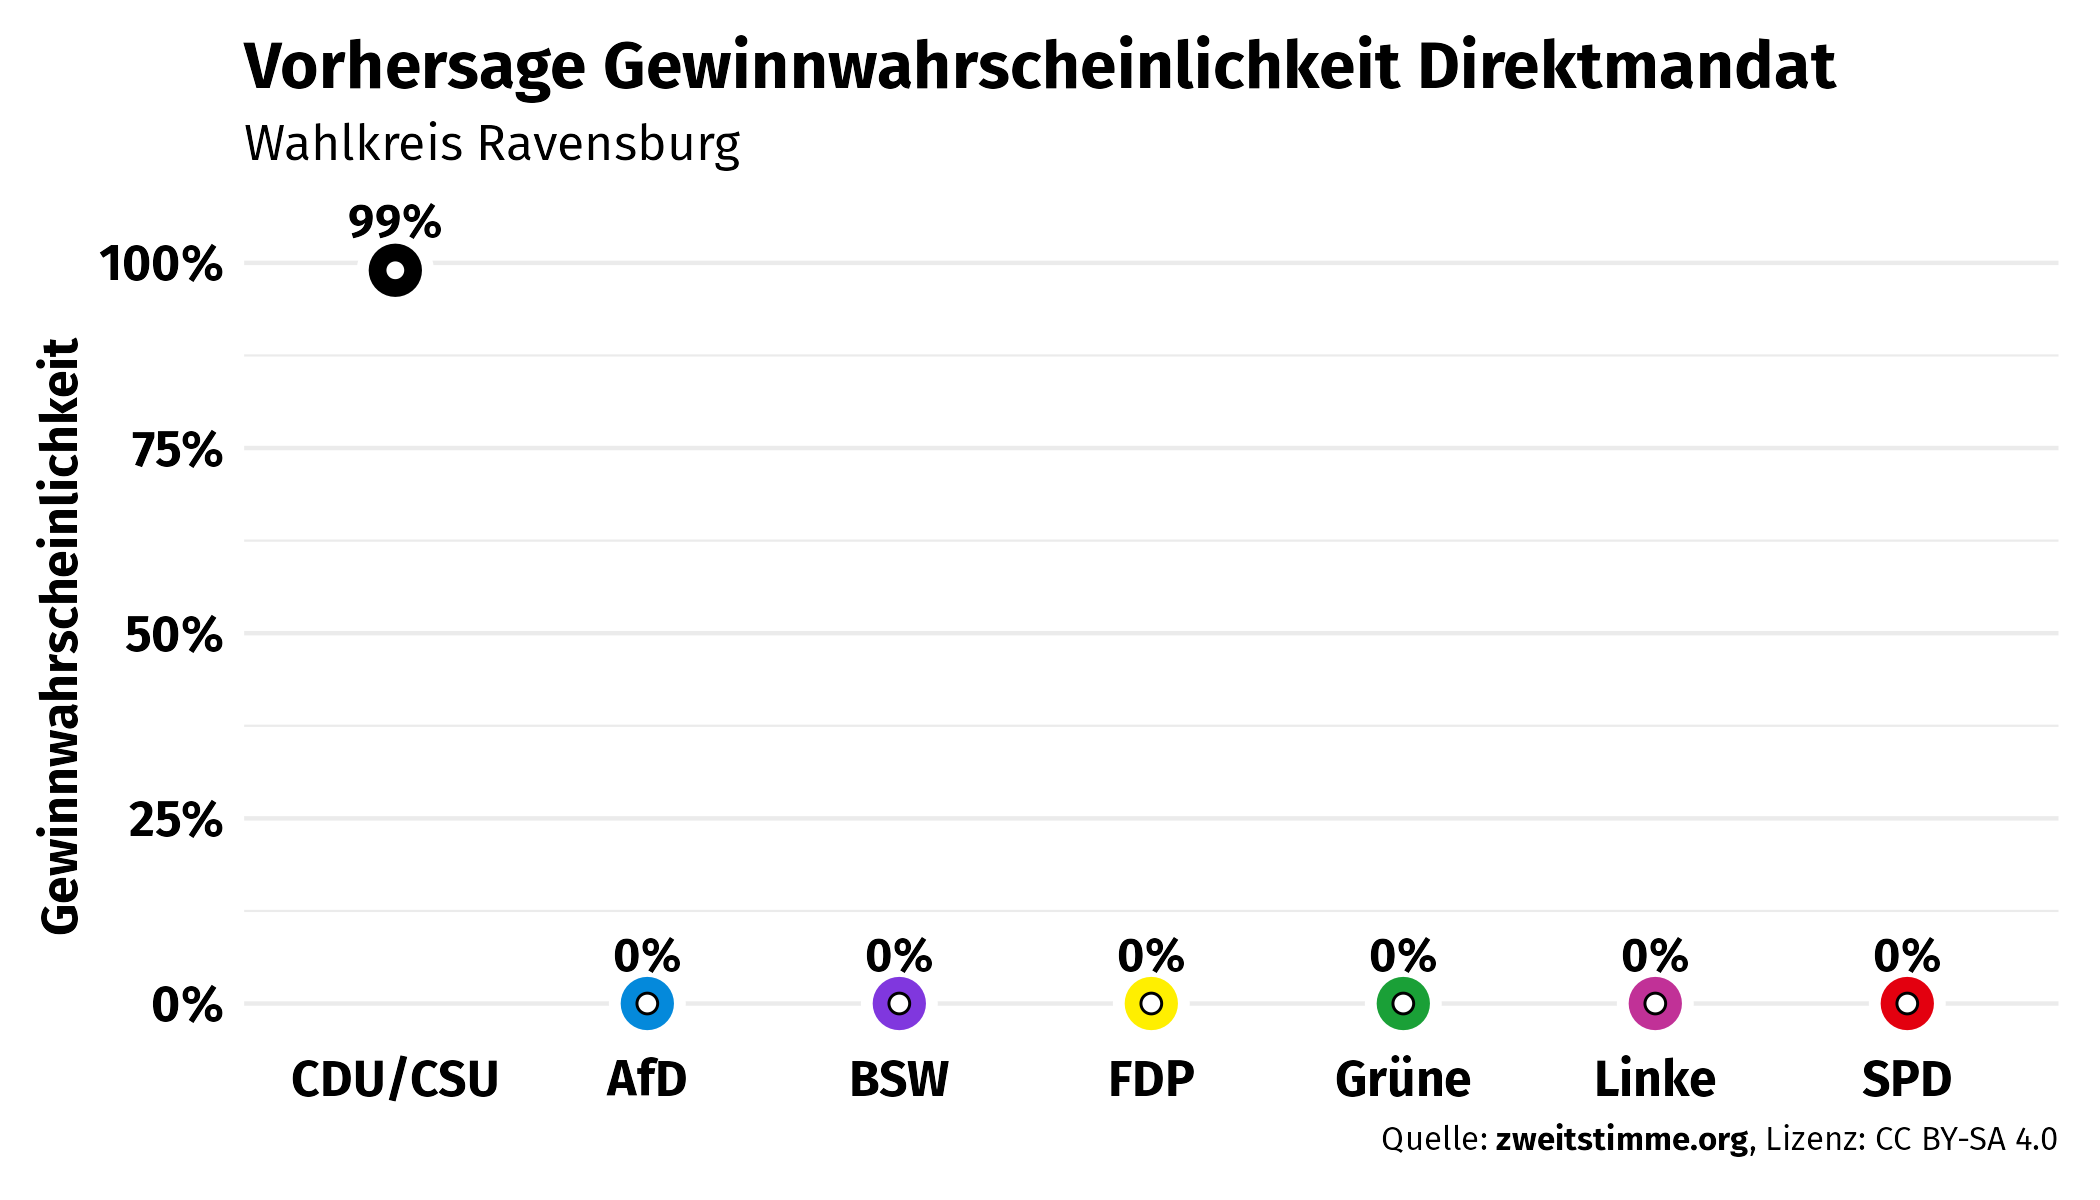 Vorhersage Gewinnwahrscheinlichkeit Direktmandat
Wahlkreis Ravensburg
99%
100%
75%
50%
25%
0%
Gewinnwahrscheinlichkeit
0% 0% 0% 0% 0% 0%
CDU/CSU AfD BSW FDP Grüne Linke SPD
Quelle: zweitstimme.org, Lizenz: CC BY-SA 4.0